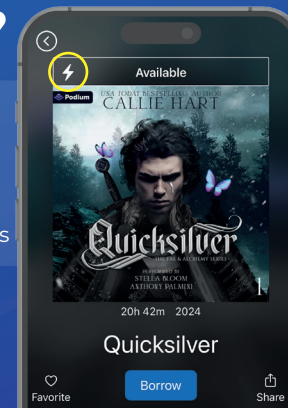 s
Available
Podium
USA TODAY BESTSELLING AUTHOR
CALLIE HART
Quicksilver
THE FAE & ALCHEMY SERIES
PERFORMED BY
STELLA BLOOM
ANTHONY PALMINI
1
20h 42m 2024
Quicksilver
Favorite
Borrow
Share